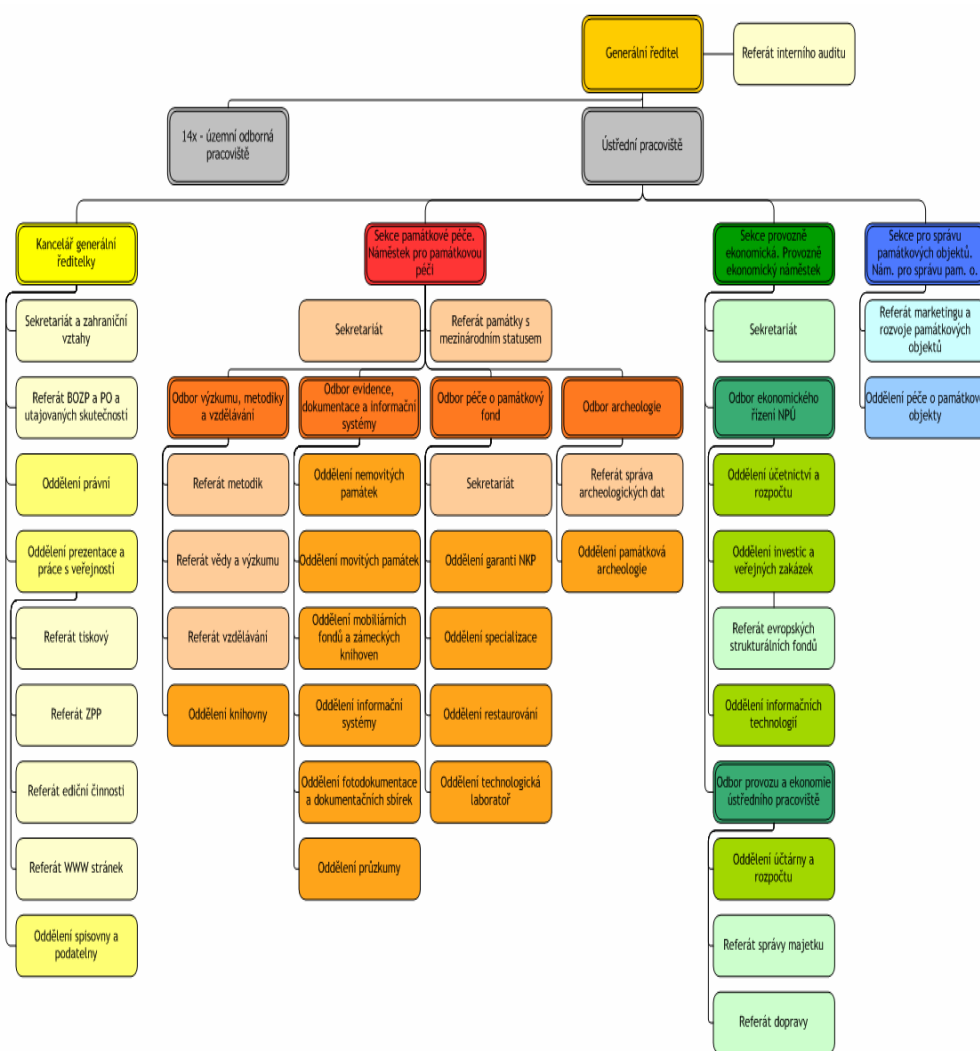 Generální ředitel
Referát interního auditu
14x - územní odborná
pracoviště
Ústřední pracoviště
Kancelář generální
ředitelky
Sekretariát a zahraniční
vztahy
Referát BOZP a PO a
utajovaných skutečností
Oddělení právní
Oddělení prezentace a
práce s veřejností
Referát tiskový
Referát ZPP
Referát ediční činnosti
Referát WWW stránek
Oddělení spisovny a
podatelny
Sekce památkové péče.
Náměstek pro památkovou
péči
Sekretariát
Referát památky s
mezinárodním statusem
Odbor výzkumu, metodiky
a vzdělávání
Referát metodik
Referát vědy a výzkumu
Referát vzdělávání
Oddělení knihovny
Odbor evidence,
dokumentace a informační
systémy
Oddělení nemovitých
památek
Oddělení movitých památek
Oddělení mobiliárních
fondů a zámeckých
knihoven
Oddělení informační
systémy
Oddělení fotodokumentace
a dokumentačních sbírek
Oddělení průzkumy
Odbor péče o památkový
fond
Sekretariát
Oddělení garanti NKP
Oddělení specializace
Oddělení restaurování
Oddělení technologická
laboratoř
Odbor archeologie
Referát správa
archeologických dat
Oddělení památková
archeologie
Sekce provozně
ekonomická. Provozně
ekonomický náměstek
Sekretariát
Odbor ekonomického
řízení NPÚ
Oddělení účetnictví a
rozpočtu
Oddělení investic a
veřejných zakázek
Referát evropských
strukturálních fondů
Oddělení informačních
technologií
Odbor provozu a ekonomie
ústředního pracoviště
Oddělení účtárny a
rozpočtu
Referát správy majetku
Referát dopravy
Sekce pro správu
památkových objektů.
Nám. pro správu pam. o.
Referát marketingu a
rozvoje památkových
objektů
Oddělení péče o památkové
objekty